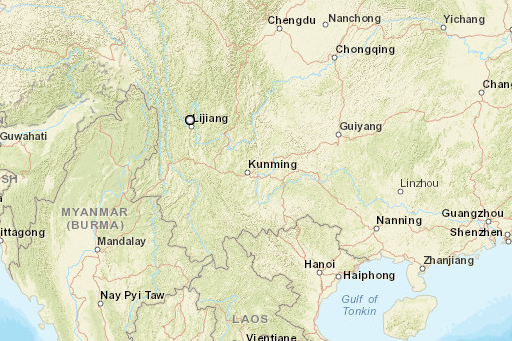 Chengdu
Nanchong
Yichang
Chongqing
Chang
Lijiang
Guwahati
Guiyang
Kunming
SH
Linzhou
MYANMAR
(BURMA)
Guangzhou
Nanning
ittagong
Shenzhen
Mandalay
Hanoi
Zhanjiang
Haiphong
Nay Pyi Taw
Gulf of
Tonkin
LAOS
Vientiane